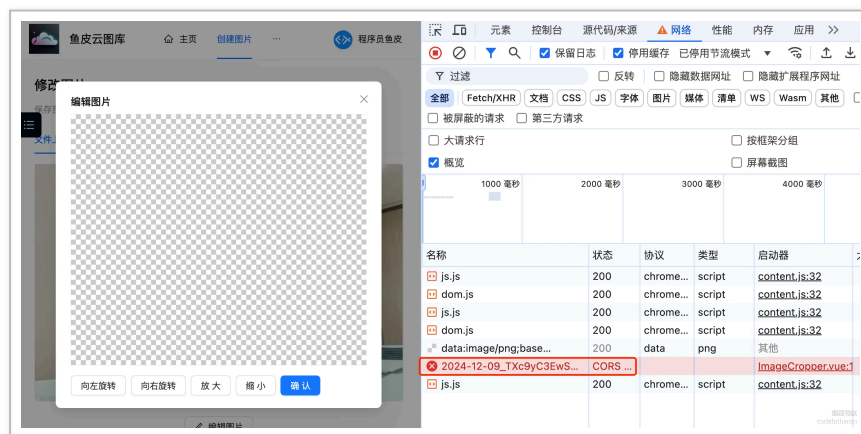 鱼皮云图库
主页
创建图片
...
程序员鱼皮
编辑图片
向左旋转
向右旋转
放 大
缩 小
确 认
编辑图片
元素
控制台
源代码/来源
网络
性能
内存
应用
保留日志
停用缓存
已停用节流模式
过滤
反转
隐藏数据网址
隐藏扩展程序网址
全部
Fetch/XHR
文档
CSS
JS
字体
图片
媒体
清单
WS
Wasm
其他
被屏蔽的请求
第三方请求
大请求行
按框架分组
概览
屏幕截图
1000 毫秒
2000 毫秒
3000 毫秒
4000 毫秒
名称 状态 协议 类型 启动器
js.js 200 chrome... script content.js:32
dom.js 200 chrome... script content.js:32
js.js 200 chrome... script content.js:32
dom.js 200 chrome... script content.js:32
data:image/png;base... 200 data png 其他
2024-12-09_TXc9yC3EwS... CORS ... ImageCropper.vue:1
js.js 200 chrome... script content.js:32